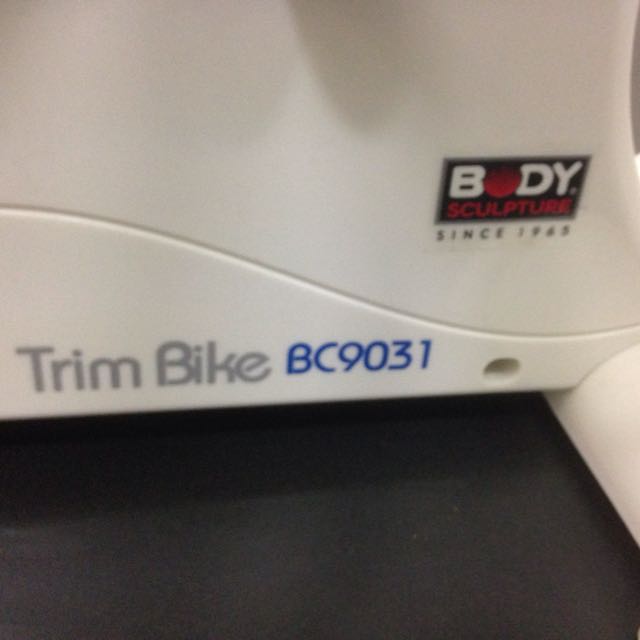 BODY
SCULPTURE
SINCE 1965
Trim Bike BC9031